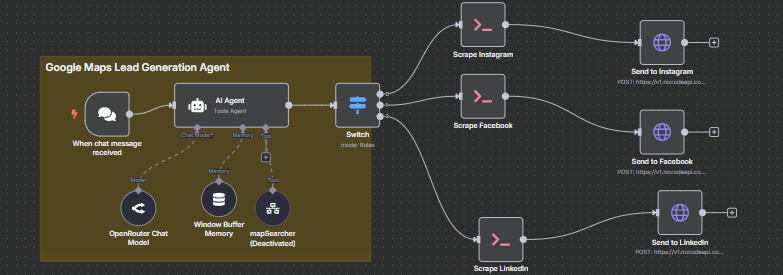 Google Maps Lead Generation Agent
When chat message
received
AI Agent
Tools Agent
Chat Model*
Memory
Tool
Model
Memory
Tool
OpenRouter Chat
Model
Window Buffer
Memory
mapSearcher
(Deactivated)
Switch
mode: Rules
0
1
2
Scrape Instagram
Send to Instagram
POST: https://v1.nocodeapi.co...
Scrape Facebook
Send to Facebook
POST: https://v1.nocodeapi.co...
Scrape LinkedIn
Send to LinkedIn
POST: https://v1.nocodeapi.co...